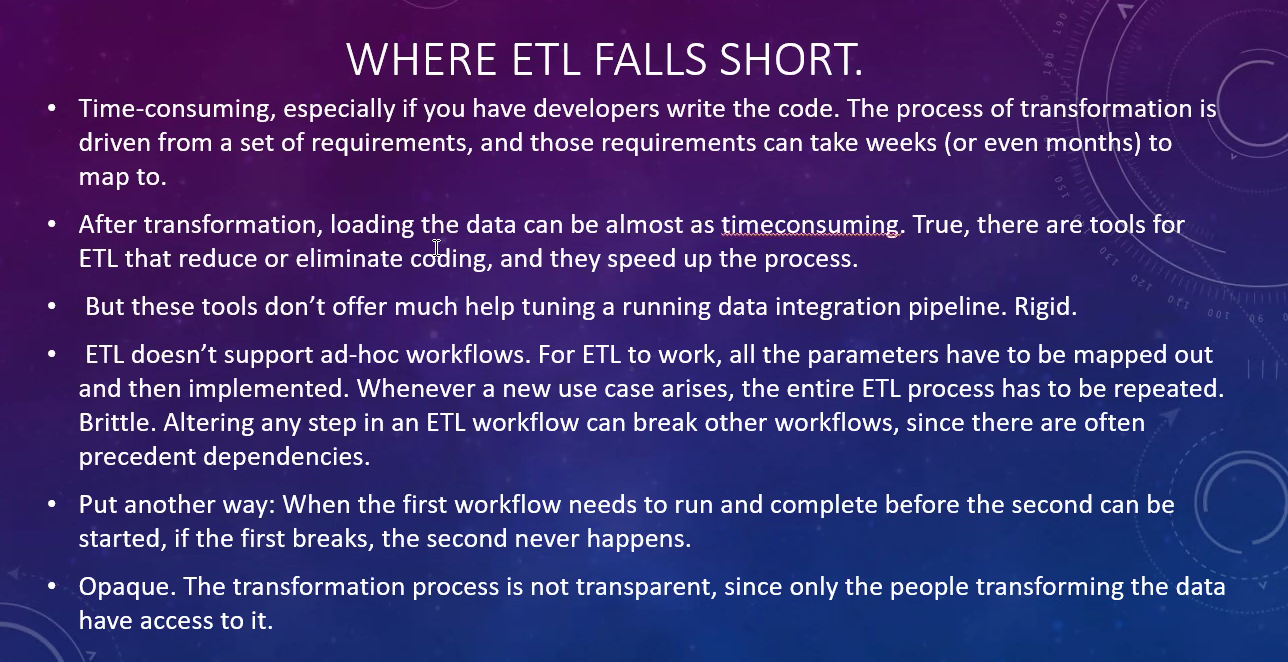 WHERE ETL FALLS SHORT.
• Time-consuming, especially if you have developers write the code. The process of transformation is
driven from a set of requirements, and those requirements can take weeks (or even months) to
map to.
• After transformation, loading the data can be almost as timeconsuming. True, there are tools for
ETL that reduce or eliminate coding, and they speed up the process.
• But these tools don’t offer much help tuning a running data integration pipeline. Rigid.
• ETL doesn’t support ad-hoc workflows. For ETL to work, all the parameters have to be mapped out
and then implemented. Whenever a new use case arises, the entire ETL process has to be repeated.
Brittle. Altering any step in an ETL workflow can break other workflows, since there are often
precedent dependencies.
• Put another way: When the first workflow needs to run and complete before the second can be
started, if the first breaks, the second never happens.
• Opaque. The transformation process is not transparent, since only the people transforming the data
have access to it.